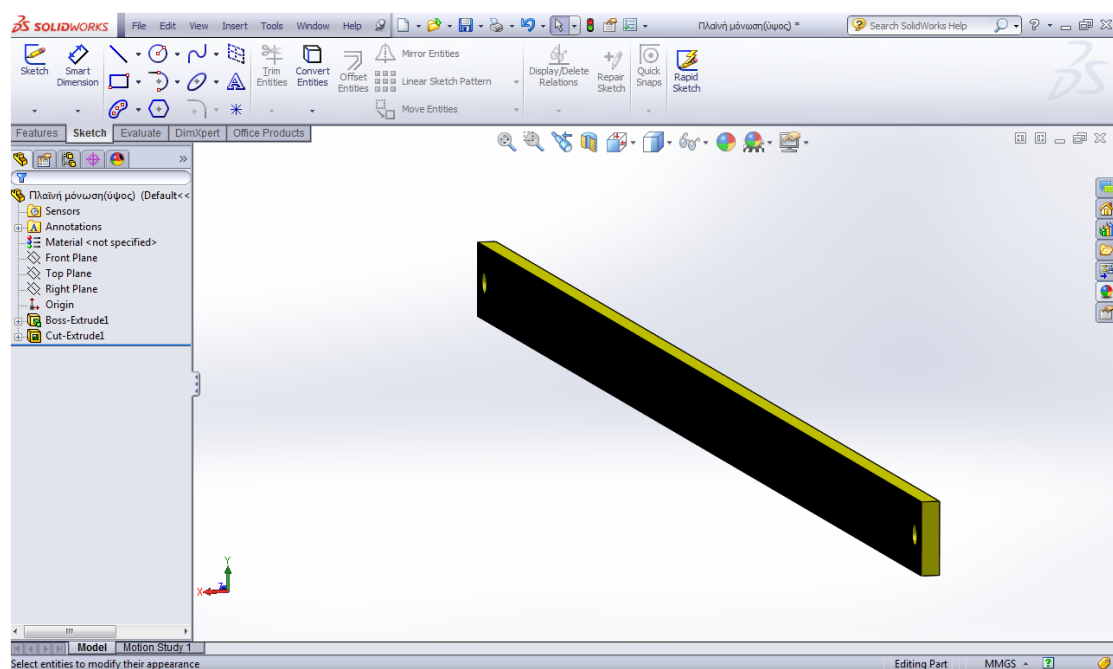 SOLIDWORKS File Edit View Insert Tools Window Help Πλαϊνή μόνωση(ύψος) * Search SolidWorks Help
Sketch Smart Dimension Trim Entities Convert Entities Offset Entities Mirror Entities Linear Sketch Pattern Move Entities Display/Delete Relations Repair Sketch Quick Snaps Rapid Sketch
Features Sketch Evaluate DimXpert Office Products
Πλαϊνή μόνωση(ύψος) (Default<<
Sensors
Annotations
Material <not specified>
Front Plane
Top Plane
Right Plane
Origin
Boss-Extrude1
Cut-Extrude1
Y
X
Z
Model Motion Study 1
Select entities to modify their appearance Editing Part MMGS